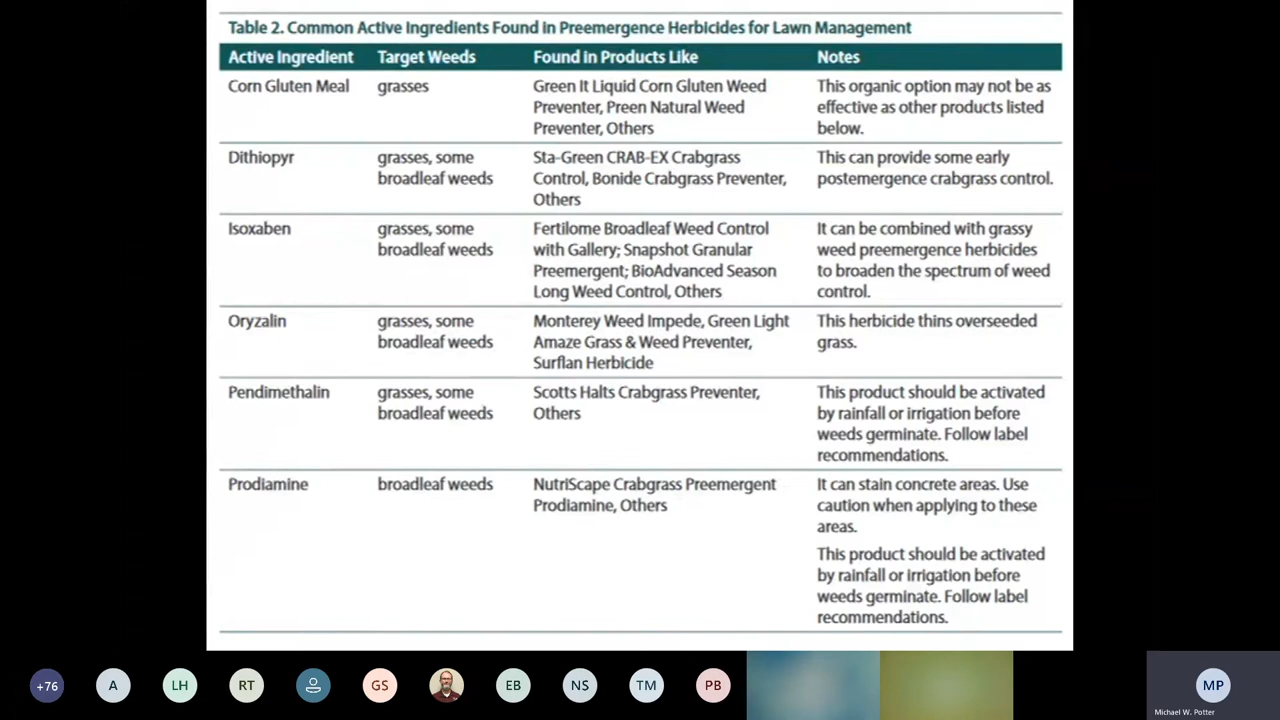 Table 2. Common Active Ingredients Found in Preemergence Herbicides for Lawn Management
Active Ingredient Target Weeds Found in Products Like Notes
Corn Gluten Meal grasses Green It Liquid Corn Gluten Weed This organic option may not be as
Preventer, Preen Natural Weed effective as other products listed
Preventer, Others below.
Dithiopyr grasses, some Sta-Green CRAB-EX Crabgrass This can provide some early
broadleaf weeds Control, Bonide Crabgrass Preventer, postemergence crabgrass control.
Others
Isoxaben grasses, some Fertilome Broadleaf Weed Control It can be combined with grassy
broadleaf weeds with Gallery; Snapshot Granular weed preemergence herbicides
Preemergent; BioAdvanced Season to broaden the spectrum of weed
Long Weed Control, Others control.
Oryzalin grasses, some Monterey Weed Impede, Green Light This herbicide thins overseeded
broadleaf weeds Amaze Grass & Weed Preventer, grass.
Surflan Herbicide
Pendimethalin grasses, some Scotts Halts Crabgrass Preventer, This product should be activated
broadleaf weeds Others by rainfall or irrigation before
weeds germinate. Follow label
recommendations.
Prodiamine broadleaf weeds NutriScape Crabgrass Preemergent It can stain concrete areas. Use
Prodiamine, Others caution when applying to these
areas.
This product should be activated
by rainfall or irrigation before
weeds germinate. Follow label
recommendations.
+76 A LH RT GS EB NS TM PB MP
Michael W. Potter